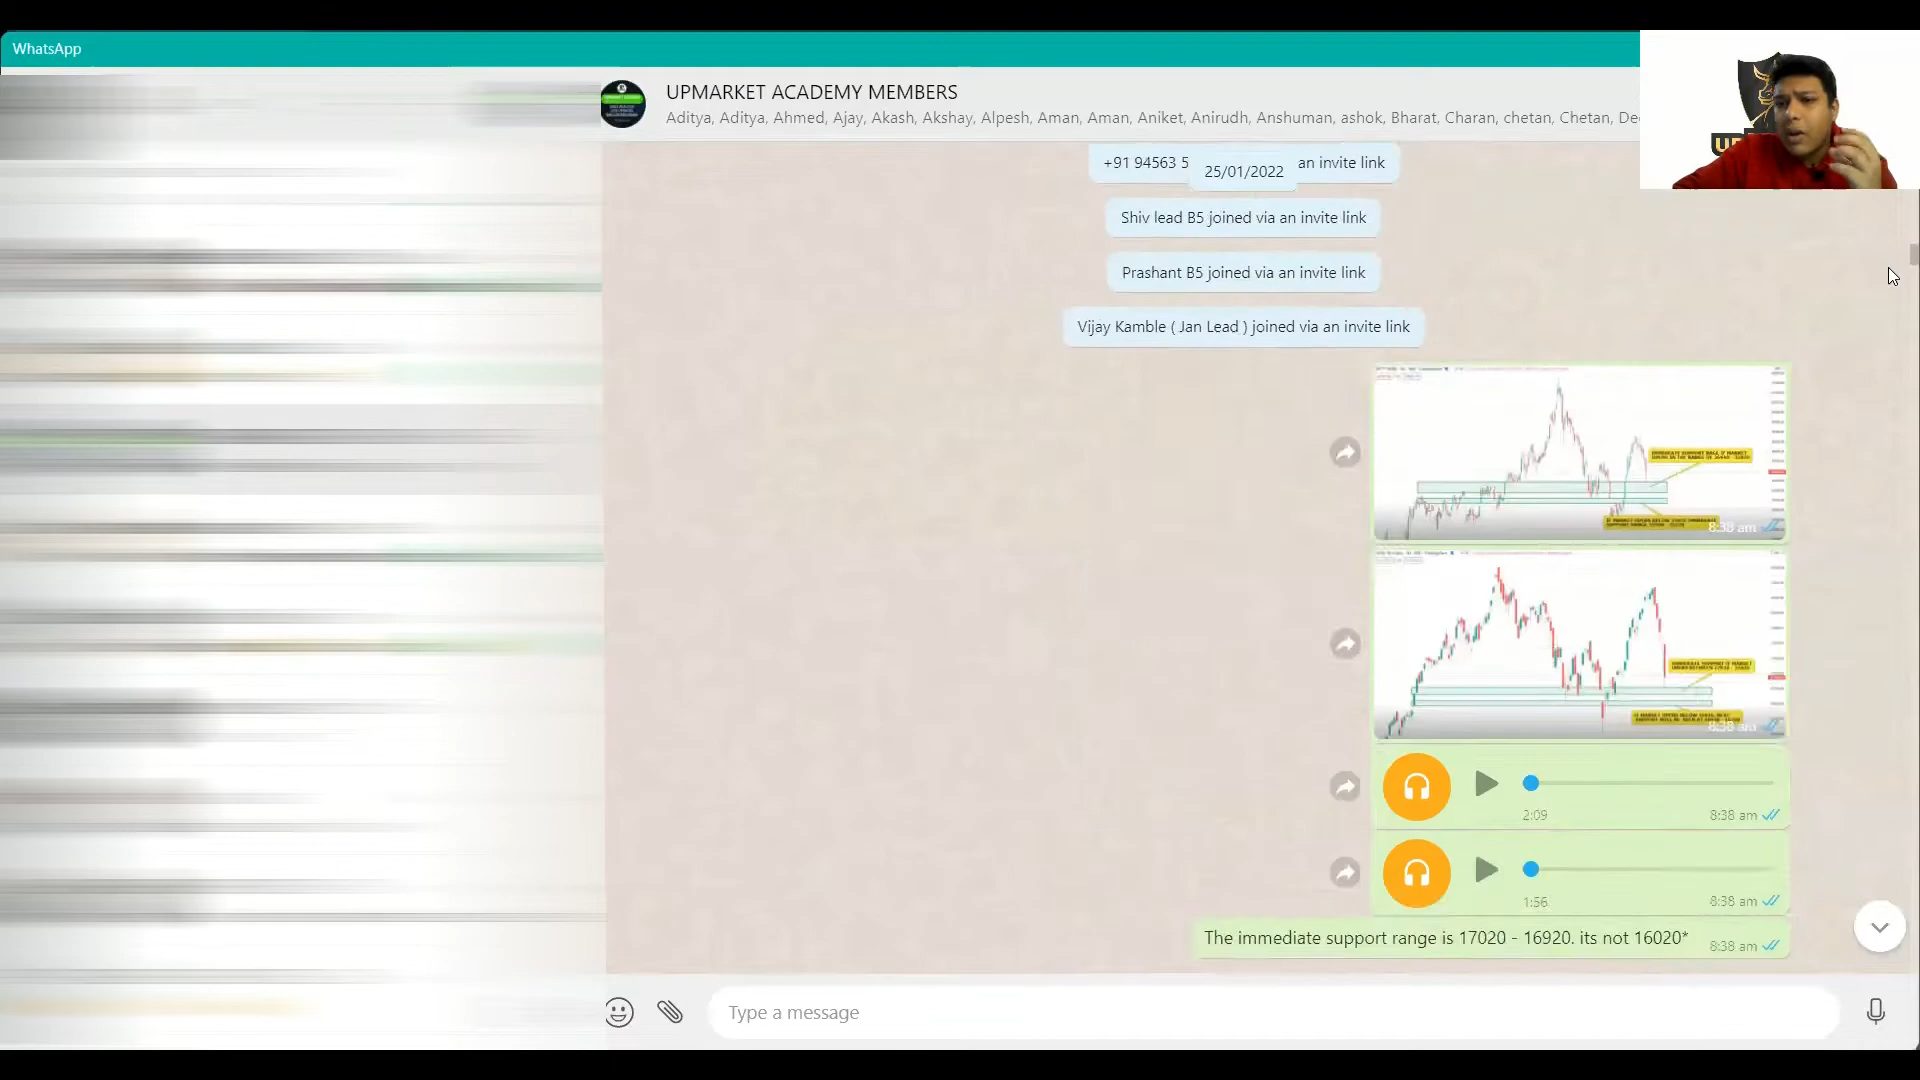 WhatsApp
UPMARKET ACADEMY MEMBERS
Aditya, Aditya, Ahmed, Ajay, Akash, Akshay, Alpesh, Aman, Aman, Aniket, Anirudh, Anshuman, ashok, Bharat, Charan, chetan, Chetan, De
+91 94563 5 an invite link
25/01/2022
Shiv lead B5 joined via an invite link
Prashant B5 joined via an invite link
Vijay Kamble ( Jan Lead ) joined via an invite link
8:38 am
8:38 am
2:09 8:38 am
1:56 8:38 am
The immediate support range is 17020 - 16920. its not 16020* 8:38 am
Type a message